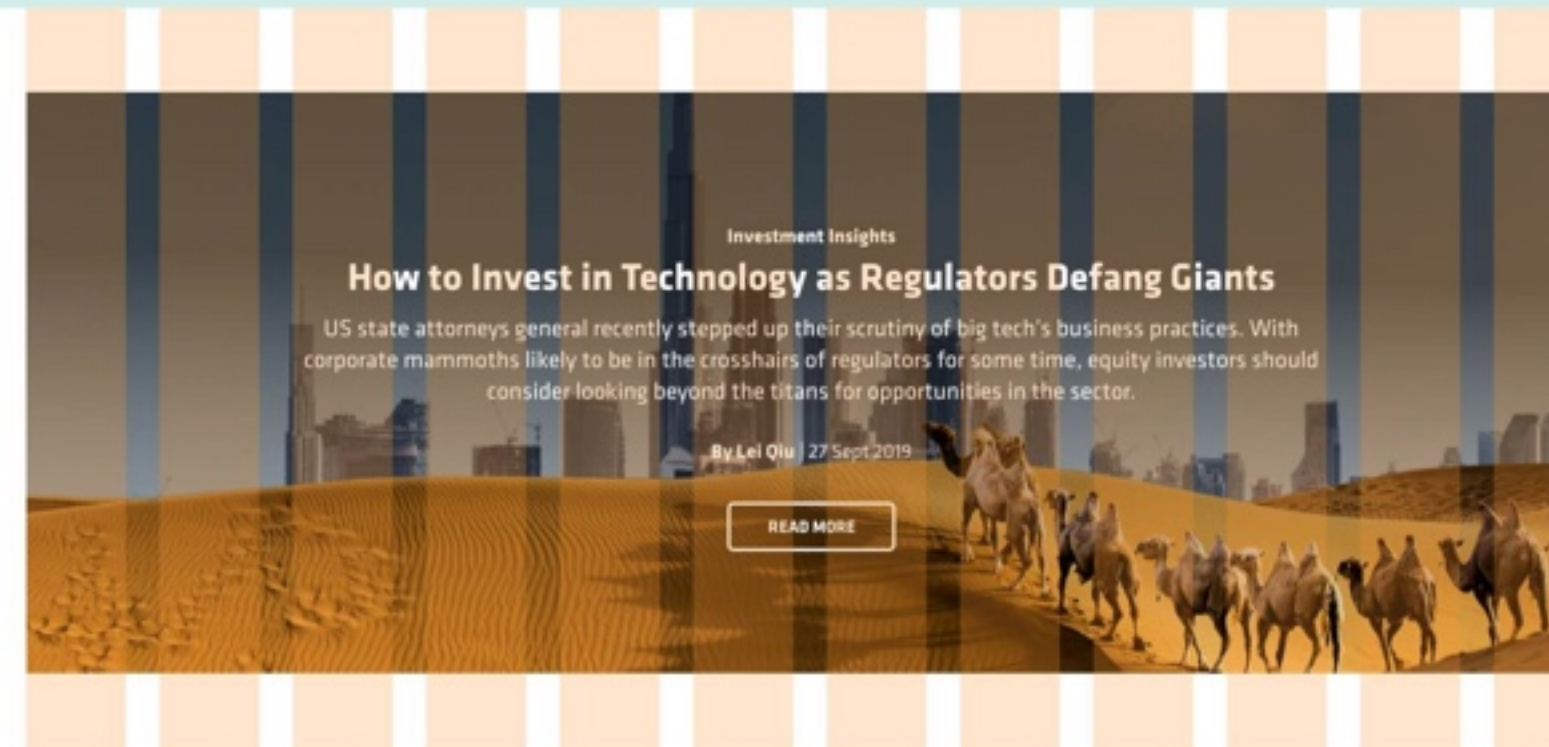 Investment Insights
How to Invest in Technology as Regulators Defang Giants
US state attorneys general recently stepped up their scrutiny of big tech's business practices. With
corporate mammoths likely to be in the crosshairs of regulators for some time, equity investors should
consider looking beyond the titans for opportunities in the sector.
By Lei Qiu | 27 Sept 2019
READ MORE